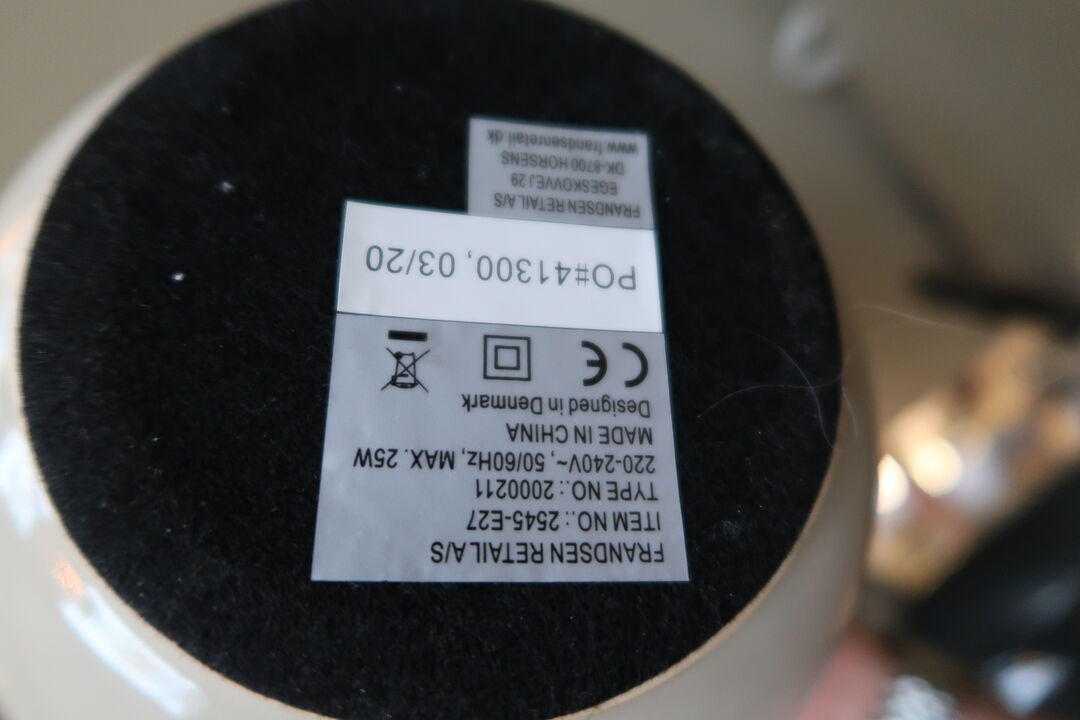 FRANDSEN RETAIL A/S
ITEM NO.: 2545-E27
TYPE NO.: 2000211
220-240V~, 50/60Hz, MAX. 25W
MADE IN CHINA
Designed in Denmark
CE
PO#41300, 03/20
FRANDSEN RETAIL A/S
EGESKOVVEJ 29
DK-8700 HORSENS
www.frandsenretail.dk